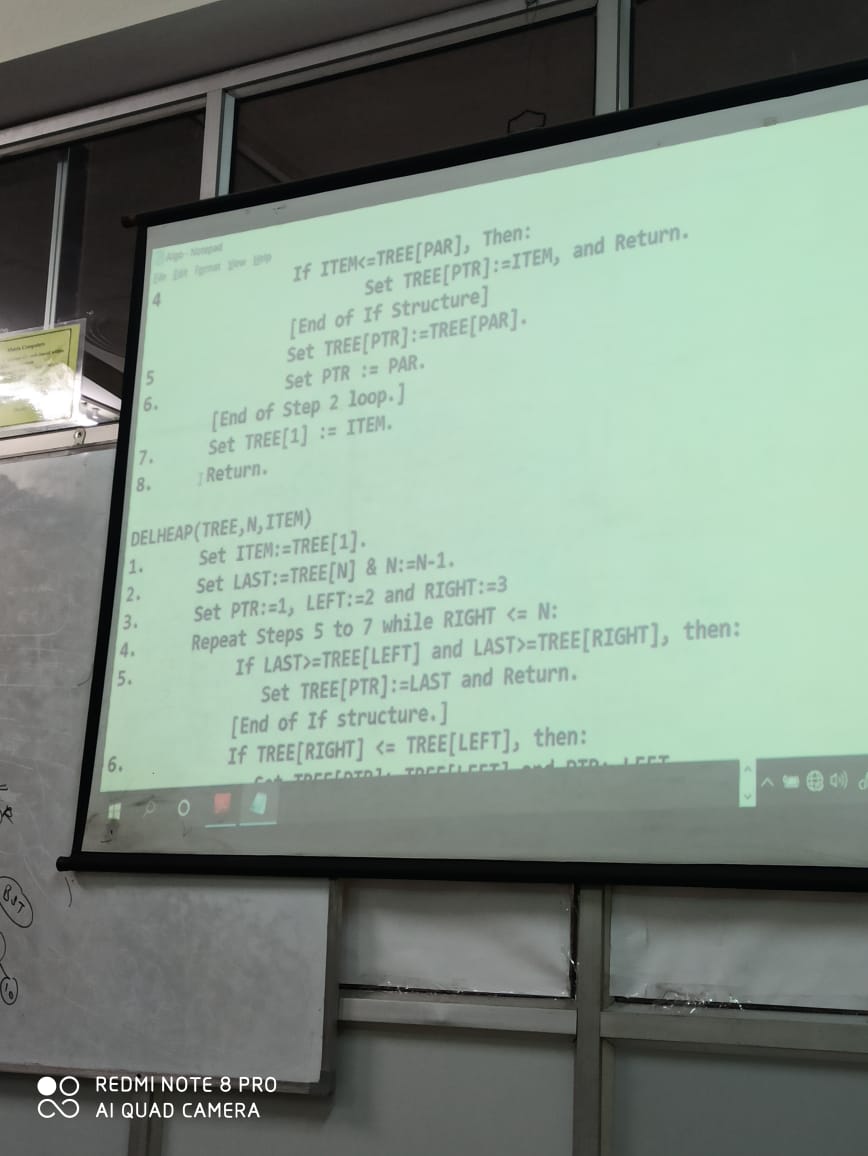 Algo - Notepad
File Edit Format View Help
4 If ITEM<=TREE[PAR], Then:
Set TREE[PTR]:=ITEM, and Return.
[End of If Structure]
5 Set TREE[PTR]:=TREE[PAR].
6. Set PTR := PAR.
[End of Step 2 loop.]
7. Set TREE[1] := ITEM.
8. Return.
DELHEAP(TREE,N,ITEM)
1. Set ITEM:=TREE[1].
2. Set LAST:=TREE[N] & N:=N-1.
3. Set PTR:=1, LEFT:=2 and RIGHT:=3
4. Repeat Steps 5 to 7 while RIGHT <= N:
5. If LAST>=TREE[LEFT] and LAST>=TREE[RIGHT], then:
Set TREE[PTR]:=LAST and Return.
[End of If structure.]
6. If TREE[RIGHT] <= TREE[LEFT], then:
BST
10
REDMI NOTE 8 PRO
AI QUAD CAMERA